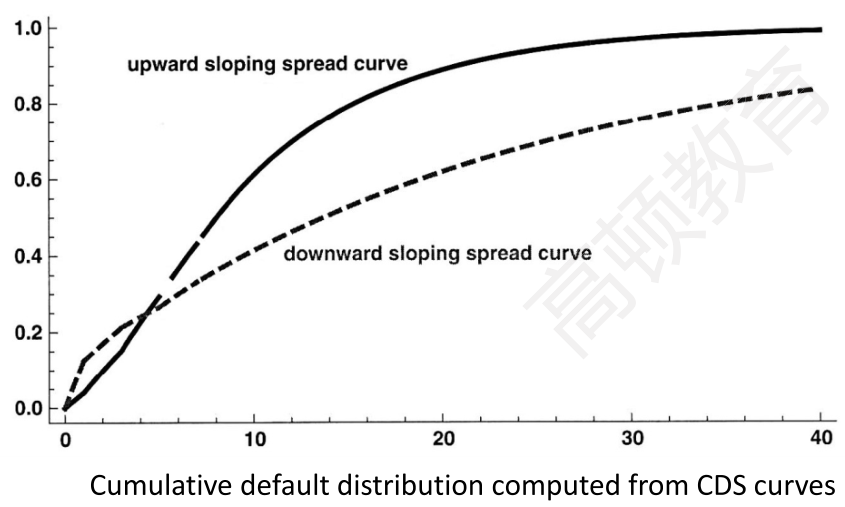 1.0
upward sloping spread curve
0.8
0.6
0.4
downward sloping spread curve
0.2
0.0
0 10 20 30 40
Cumulative default distribution computed from CDS curves
高顿教育